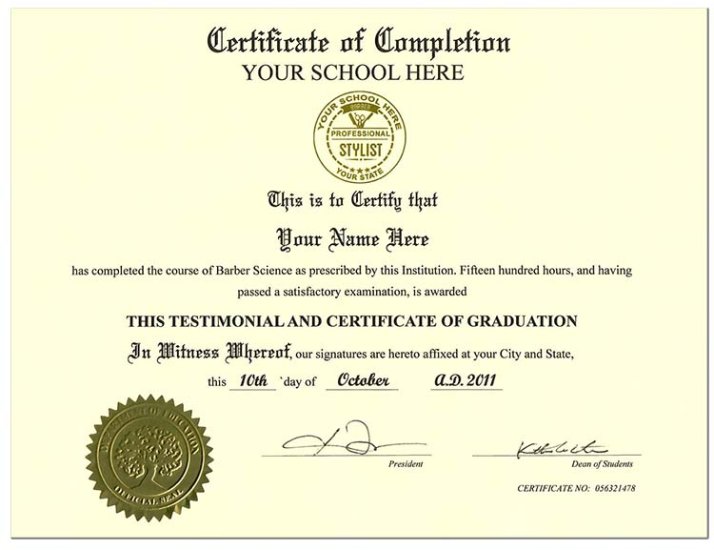 Certificate of Completion
YOUR SCHOOL HERE
YOUR SCHOOL HERE
BARBER
PROFESSIONAL
STYLIST
YOUR STATE
This is to Certify that
Your Name Here
has completed the course of Barber Science as prescribed by this Institution. Fifteen hundred hours, and having
passed a satisfactory examination, is awarded
THIS TESTIMONIAL AND CERTIFICATE OF GRADUATION
In Witness Whereof, our signatures are hereto affixed at your City and State,
this 10th `day of October A.D. 2011
DEPARTMENT OF EDUCATION
OFFICIAL SEAL
President
Dean of Students
CERTIFICATE NO: 056321478